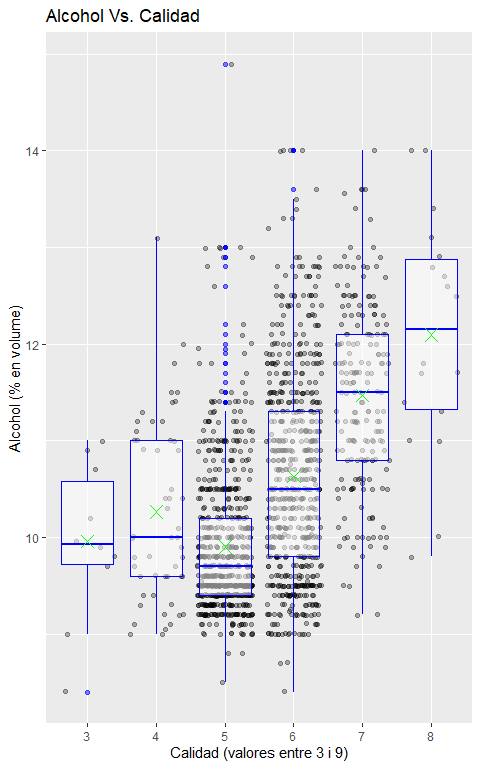 Alcohol Vs. Calidad
Alcohol (% en volume)
14
12
10
3 4 5 6 7 8
Calidad (valores entre 3 i 9)